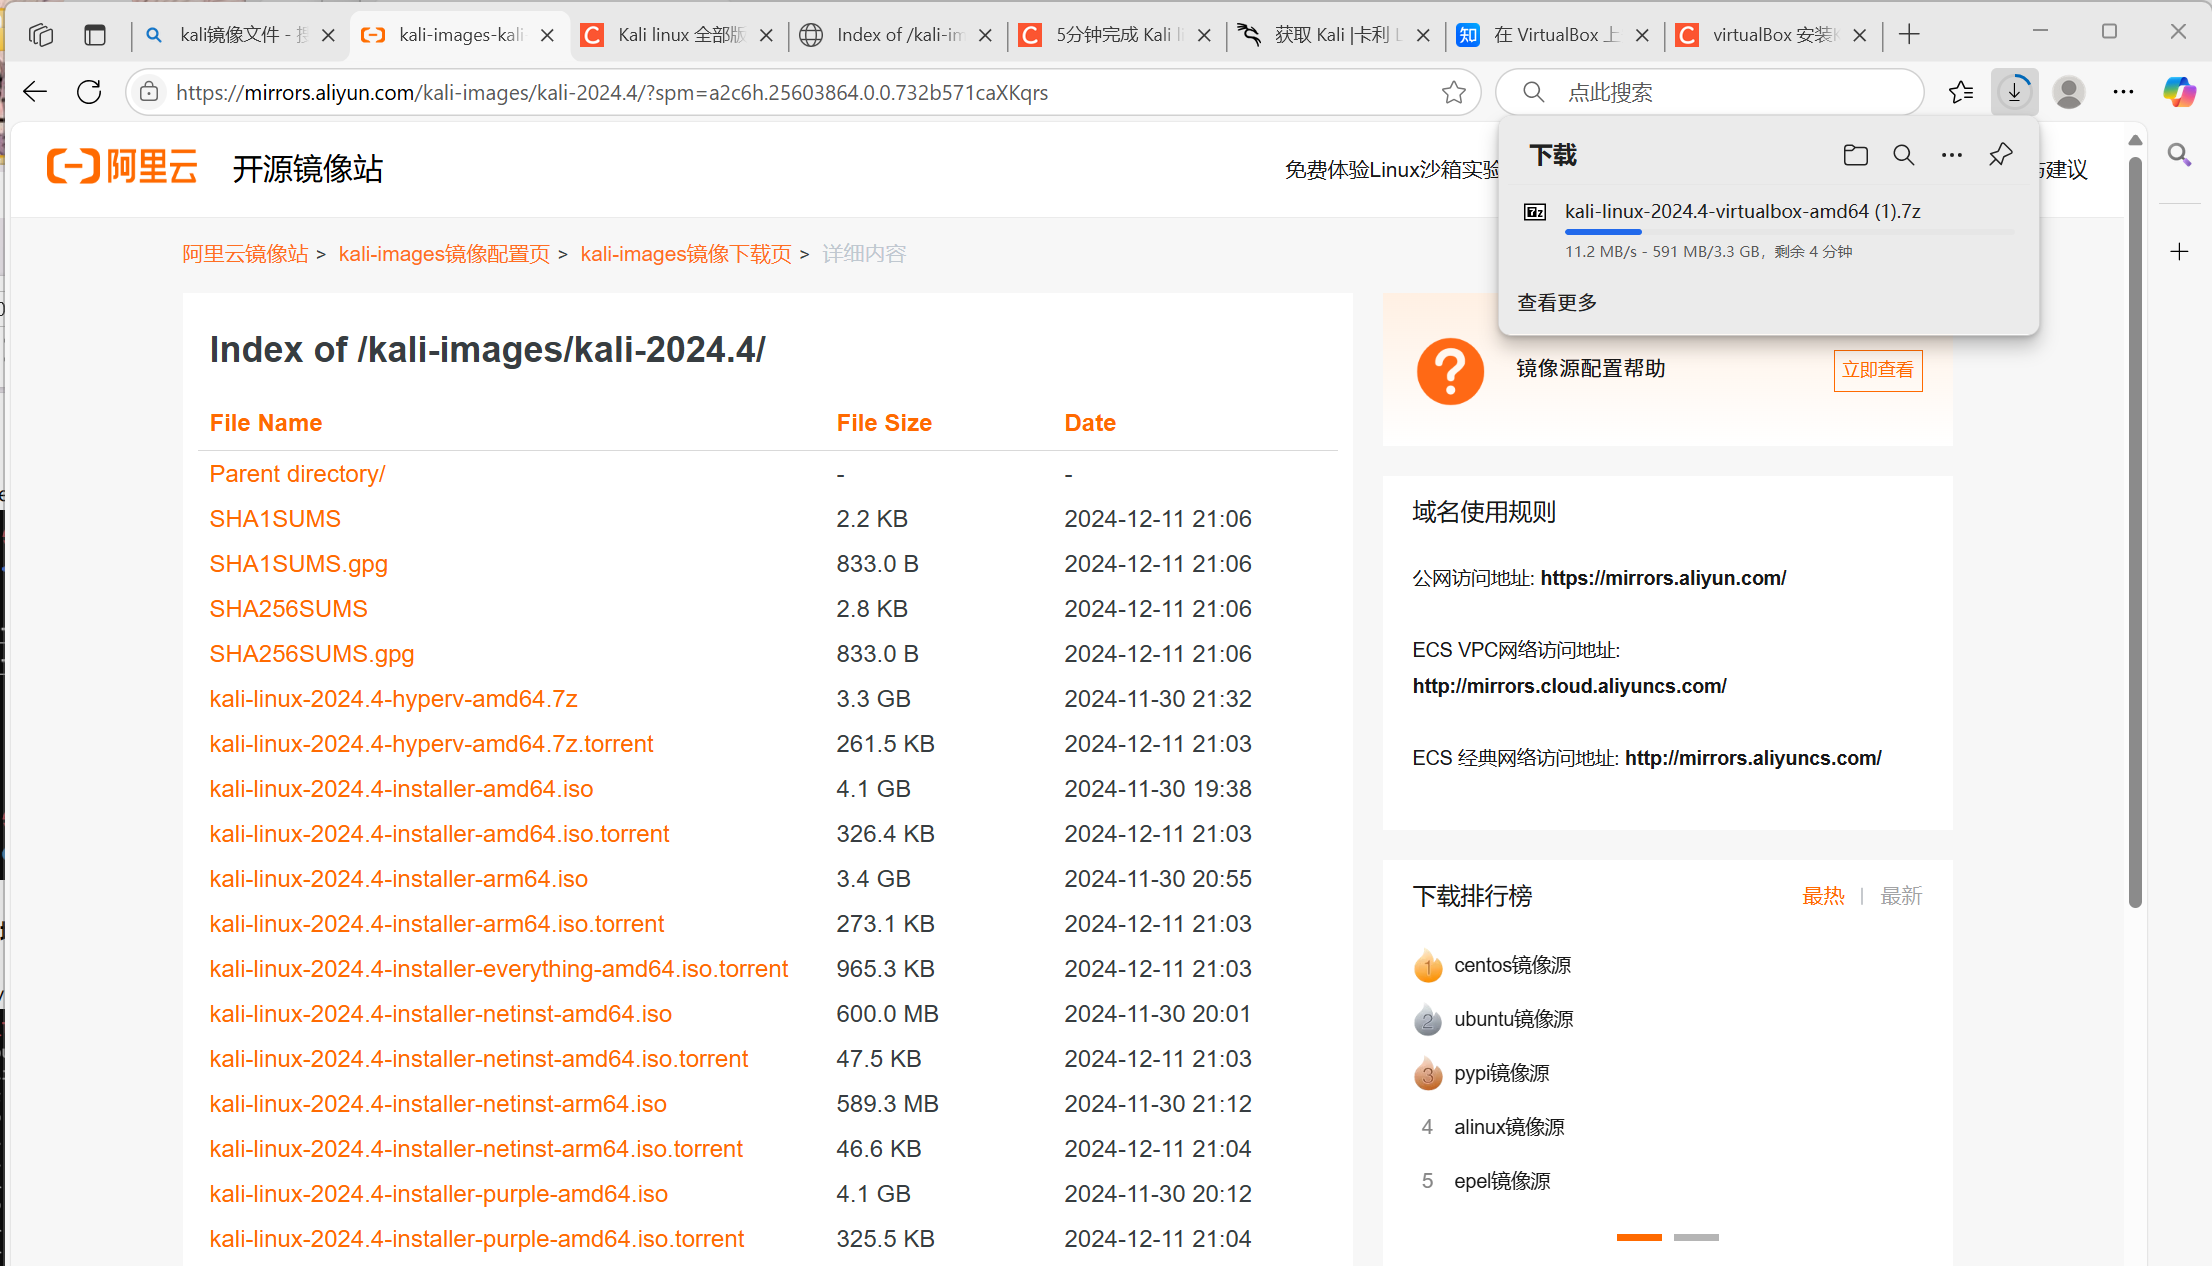 kali镜像文件 - 搜
kali-images-kali
Kali linux 全部版
Index of /kali-im
5分钟完成 Kali li
获取 Kali |卡利 L
在 VirtualBox 上
virtualBox 安装K
https://mirrors.aliyun.com/kali-images/kali-2024.4/?spm=a2c6h.25603864.0.0.732b571caXKqrs
点此搜索
阿里云 开源镜像站
免费体验Linux沙箱实验
与建议
下载
kali-linux-2024.4-virtualbox-amd64 (1).7z
11.2 MB/s - 591 MB/3.3 GB，剩余 4 分钟
查看更多
阿里云镜像站 > kali-images镜像配置页 > kali-images镜像下载页 > 详细内容
Index of /kali-images/kali-2024.4/
File Name File Size Date
Parent directory/ - -
SHA1SUMS 2.2 KB 2024-12-11 21:06
SHA1SUMS.gpg 833.0 B 2024-12-11 21:06
SHA256SUMS 2.8 KB 2024-12-11 21:06
SHA256SUMS.gpg 833.0 B 2024-12-11 21:06
kali-linux-2024.4-hyperv-amd64.7z 3.3 GB 2024-11-30 21:32
kali-linux-2024.4-hyperv-amd64.7z.torrent 261.5 KB 2024-12-11 21:03
kali-linux-2024.4-installer-amd64.iso 4.1 GB 2024-11-30 19:38
kali-linux-2024.4-installer-amd64.iso.torrent 326.4 KB 2024-12-11 21:03
kali-linux-2024.4-installer-arm64.iso 3.4 GB 2024-11-30 20:55
kali-linux-2024.4-installer-arm64.iso.torrent 273.1 KB 2024-12-11 21:03
kali-linux-2024.4-installer-everything-amd64.iso.torrent 965.3 KB 2024-12-11 21:03
kali-linux-2024.4-installer-netinst-amd64.iso 600.0 MB 2024-11-30 20:01
kali-linux-2024.4-installer-netinst-amd64.iso.torrent 47.5 KB 2024-12-11 21:03
kali-linux-2024.4-installer-netinst-arm64.iso 589.3 MB 2024-11-30 21:12
kali-linux-2024.4-installer-netinst-arm64.iso.torrent 46.6 KB 2024-12-11 21:04
kali-linux-2024.4-installer-purple-amd64.iso 4.1 GB 2024-11-30 20:12
kali-linux-2024.4-installer-purple-amd64.iso.torrent 325.5 KB 2024-12-11 21:04
镜像源配置帮助
立即查看
域名使用规则
公网访问地址: https://mirrors.aliyun.com/
ECS VPC网络访问地址:
http://mirrors.cloud.aliyuncs.com/
ECS 经典网络访问地址: http://mirrors.aliyuncs.com/
下载排行榜
最热 | 最新
1 centos镜像源
2 ubuntu镜像源
3 pypi镜像源
4 alinux镜像源
5 epel镜像源